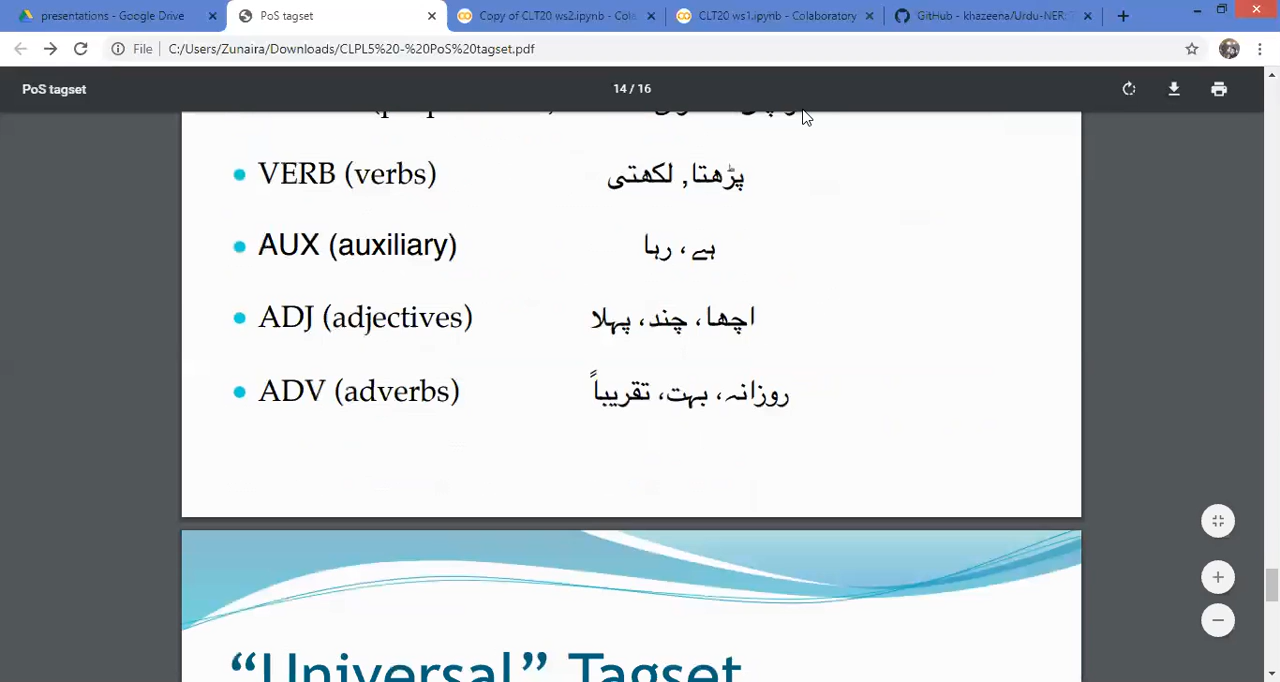 presentations - Google Drive
PoS tagset
Copy of CLT20 ws2.ipynb - Cola
CLT20 ws1.ipynb - Colaboratory
GitHub - khazeena/Urdu-NER:
File | C:/Users/Zunaira/Downloads/CLPL5%20-%20PoS%20tagset.pdf
PoS tagset
14 / 16
VERB (verbs) پڑھتا, لکھتی
AUX (auxiliary) ہے، رہا
ADJ (adjectives) اچھا، چند، پہلا
ADV (adverbs) روزانہ، بہت، تقریباً
“Universal” Tagset